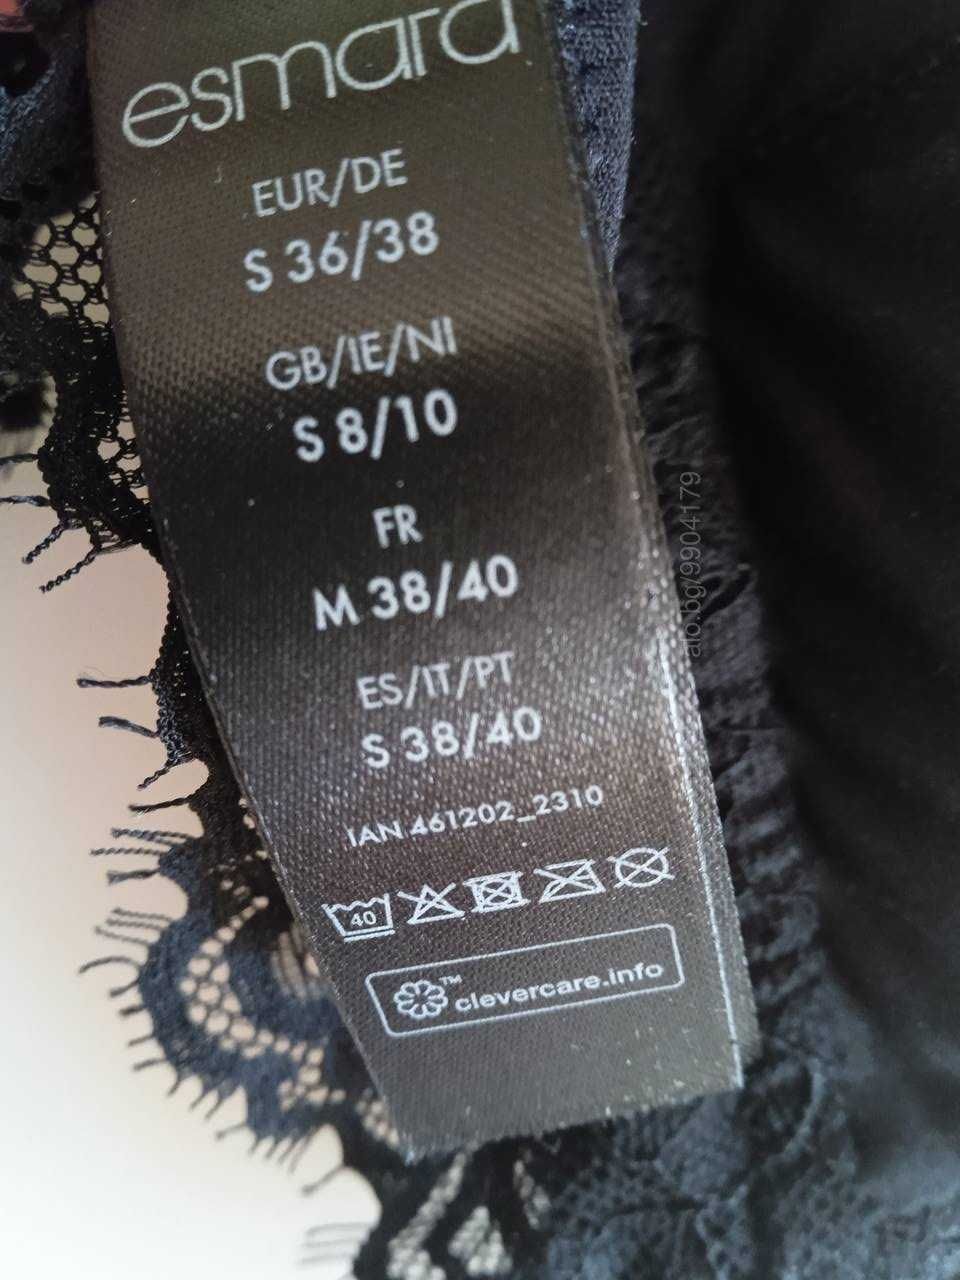 esmara
EUR/DE
S 36/38
GB/IE/NI
S 8/10
FR
M 38/40
ES/IT/PT
S 38/40
IAN 461202_2310
40
™ clevercare.info
alo.bg/9904179